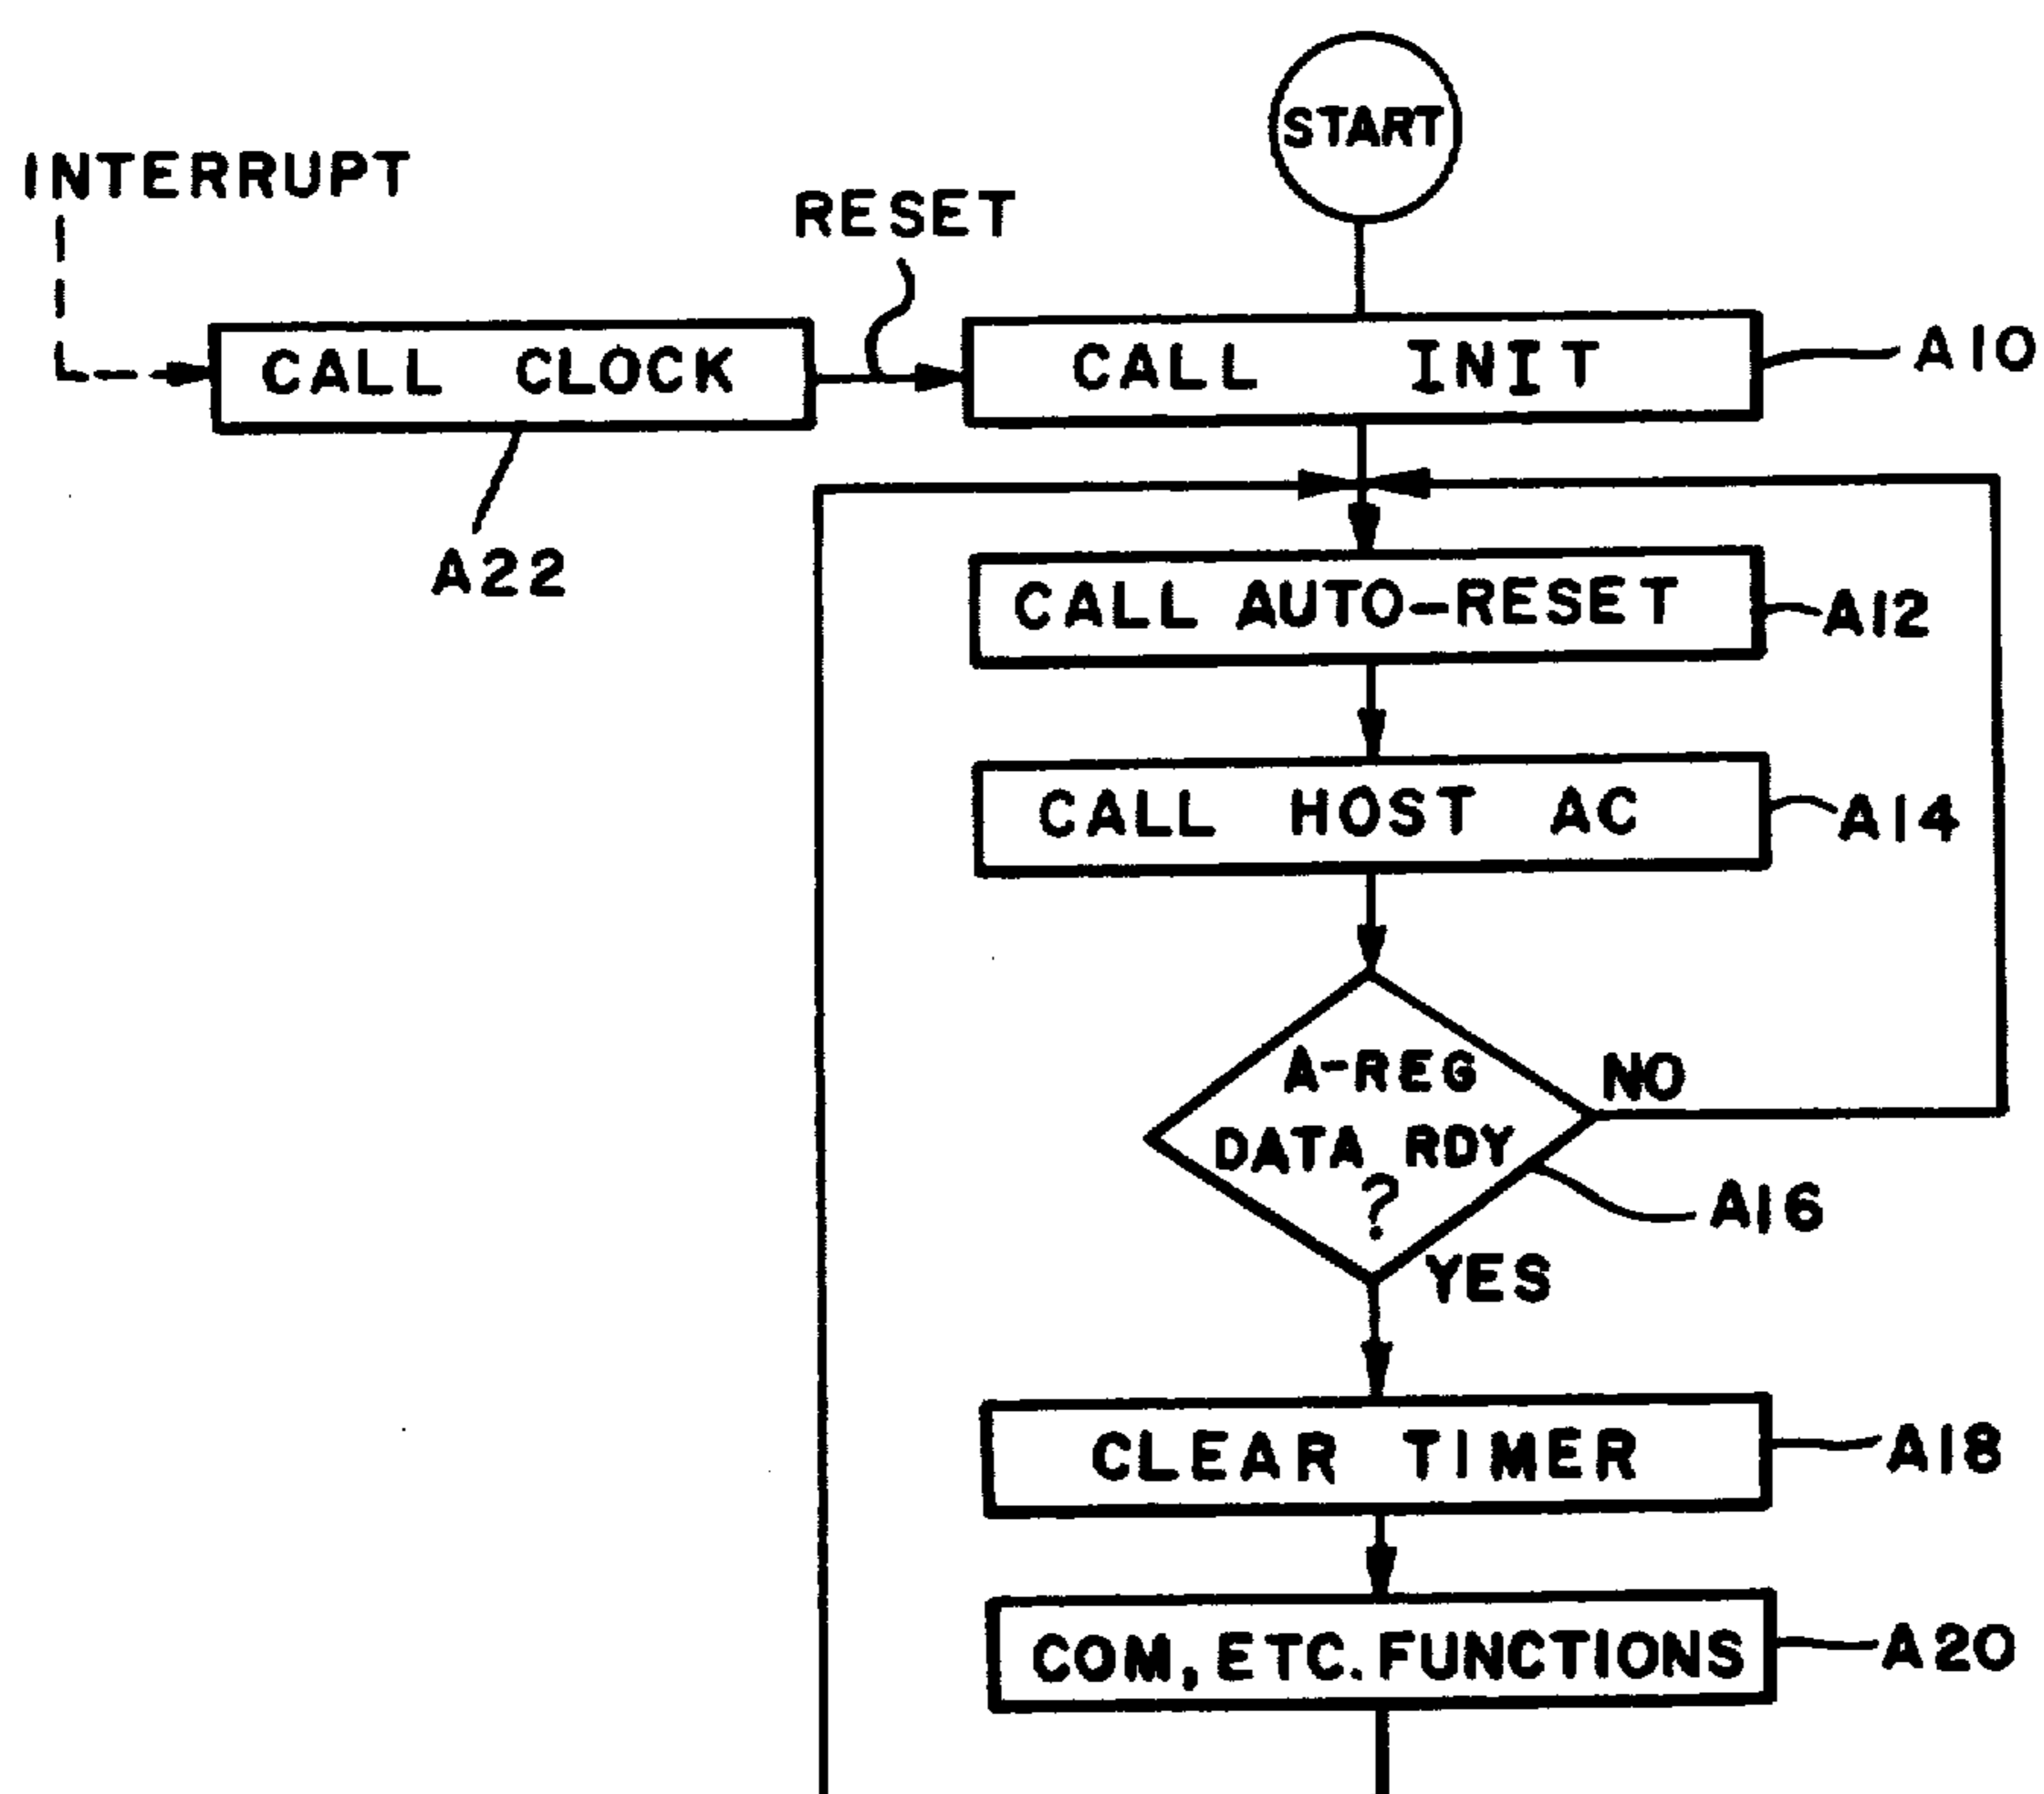 START
INTERRUPT
RESET
CALL CLOCK
CALL INIT
A10
A22
CALL AUTO-RESET
A12
CALL HOST AC
A14
A-REG
DATA RDY
?
NO
A16
YES
CLEAR TIMER
A18
COM, ETC. FUNCTIONS
A20